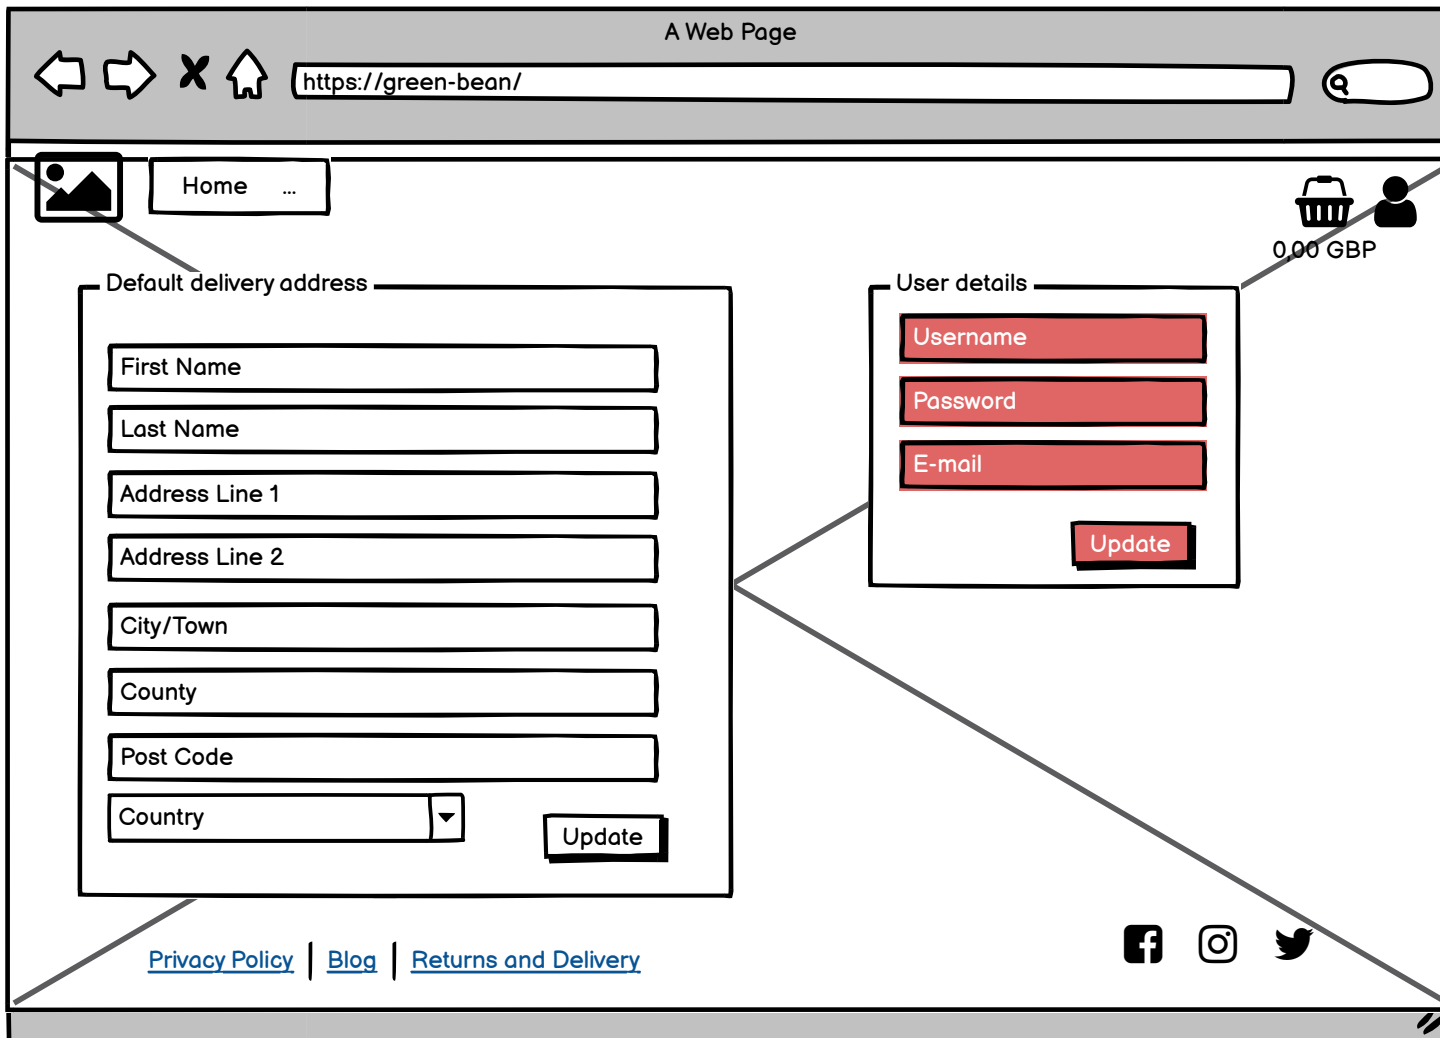 A Web Page
https://green-bean/
Home ...
0,00 GBP
Default delivery address
First Name
Last Name
Address Line 1
Address Line 2
City/Town
County
Post Code
Country
Update
User details
Username
Password
E-mail
Update
Privacy Policy | Blog | Returns and Delivery